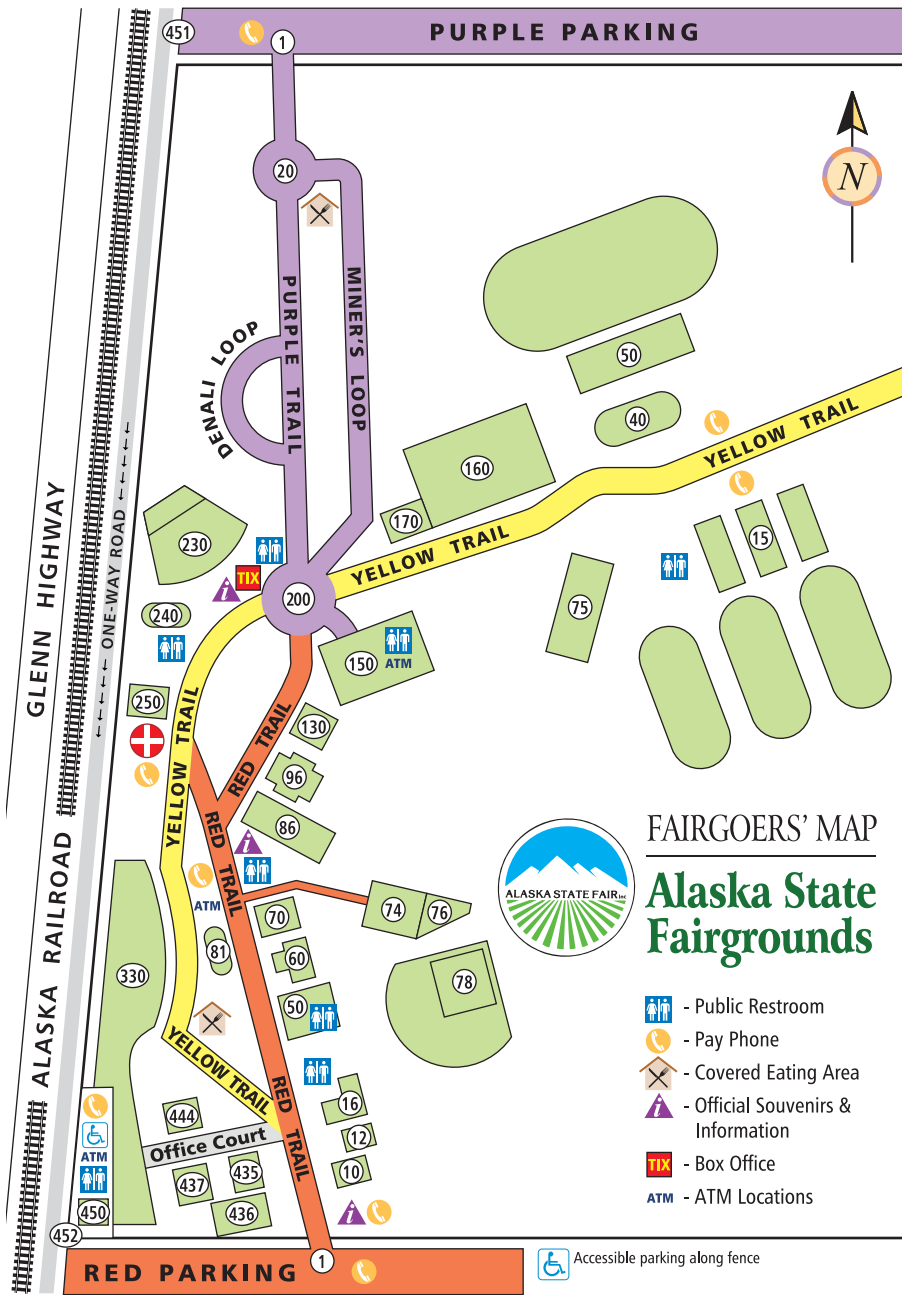 451
1
PURPLE PARKING
20
N
PURPLE TRAIL
MINER'S LOOP
DENALI LOOP
50
40
YELLOW TRAIL
160
170
YELLOW TRAIL
15
230
TIX
i
200
75
240
150
ATM
GLENN HIGHWAY
←←←← ONE-WAY ROAD ←←←←
250
YELLOW TRAIL
RED TRAIL
130
96
86
RED TRAIL
i
ATM
70
74
76
81
60
78
50
330
ALASKA RAILROAD
YELLOW TRAIL
RED TRAIL
16
12
10
444
Office Court
437
435
436
ATM
450
452
i
RED PARKING
1
ALASKA STATE FAIR Inc
FAIRGOERS' MAP
Alaska State
Fairgrounds
- Public Restroom
- Pay Phone
- Covered Eating Area
i - Official Souvenirs &
Information
TIX - Box Office
ATM - ATM Locations
Accessible parking along fence